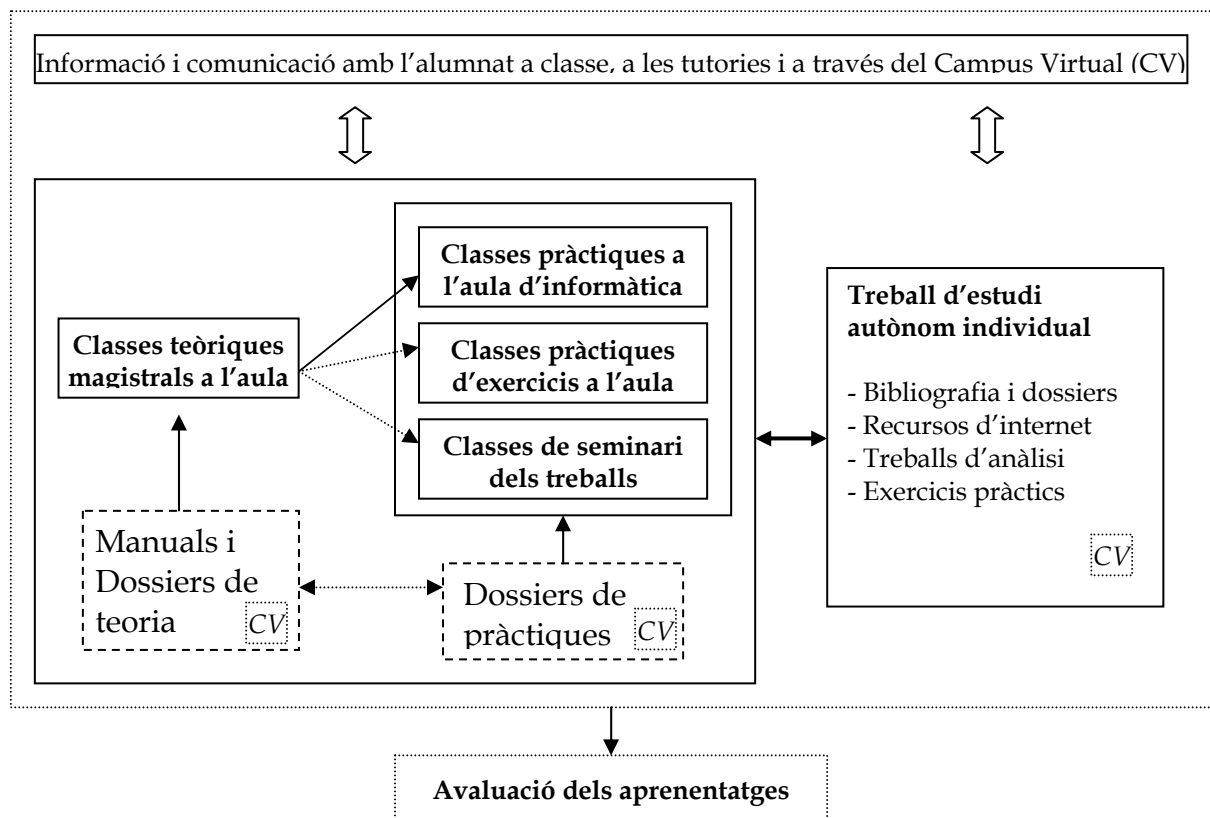 Informació i comunicació amb l’alumnat a classe, a les tutories i a través del Campus Virtual (CV)
Classes pràctiques a
l’aula d’informàtica
Classes teòriques
magistrals a l’aula
Classes pràctiques
d’exercicis a l’aula
Classes de seminari
dels treballs
Manuals i
Dossiers de
teoria
CV
Dossiers de
pràctiques
CV
Treball d’estudi
autònom individual
- Bibliografia i dossiers
- Recursos d’internet
- Treballs d’anàlisi
- Exercicis pràctics
CV
Avaluació dels aprenentatges